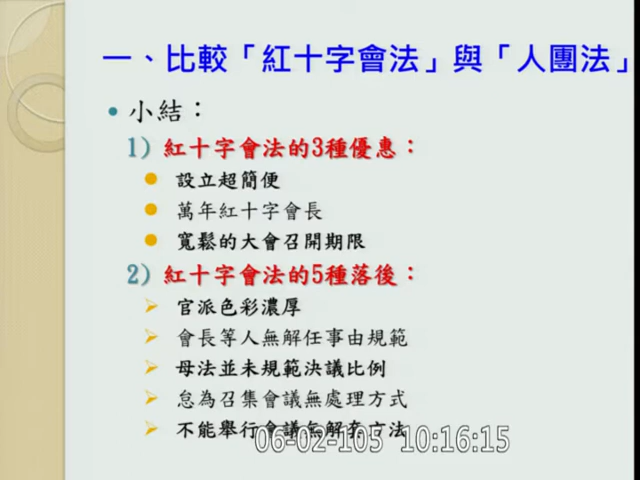 一、比較「紅十字會法」與「人團法」
小結：
1) 紅十字會法的3種優惠：
設立超簡便
萬年紅十字會長
寬鬆的大會召開期限
2) 紅十字會法的5種落後：
官派色彩濃厚
會長等人無解任事由規範
母法並未規範決議比例
怠為召集會議無處理方式
不能舉行會議無解套方法
06-02-105 10:16:15